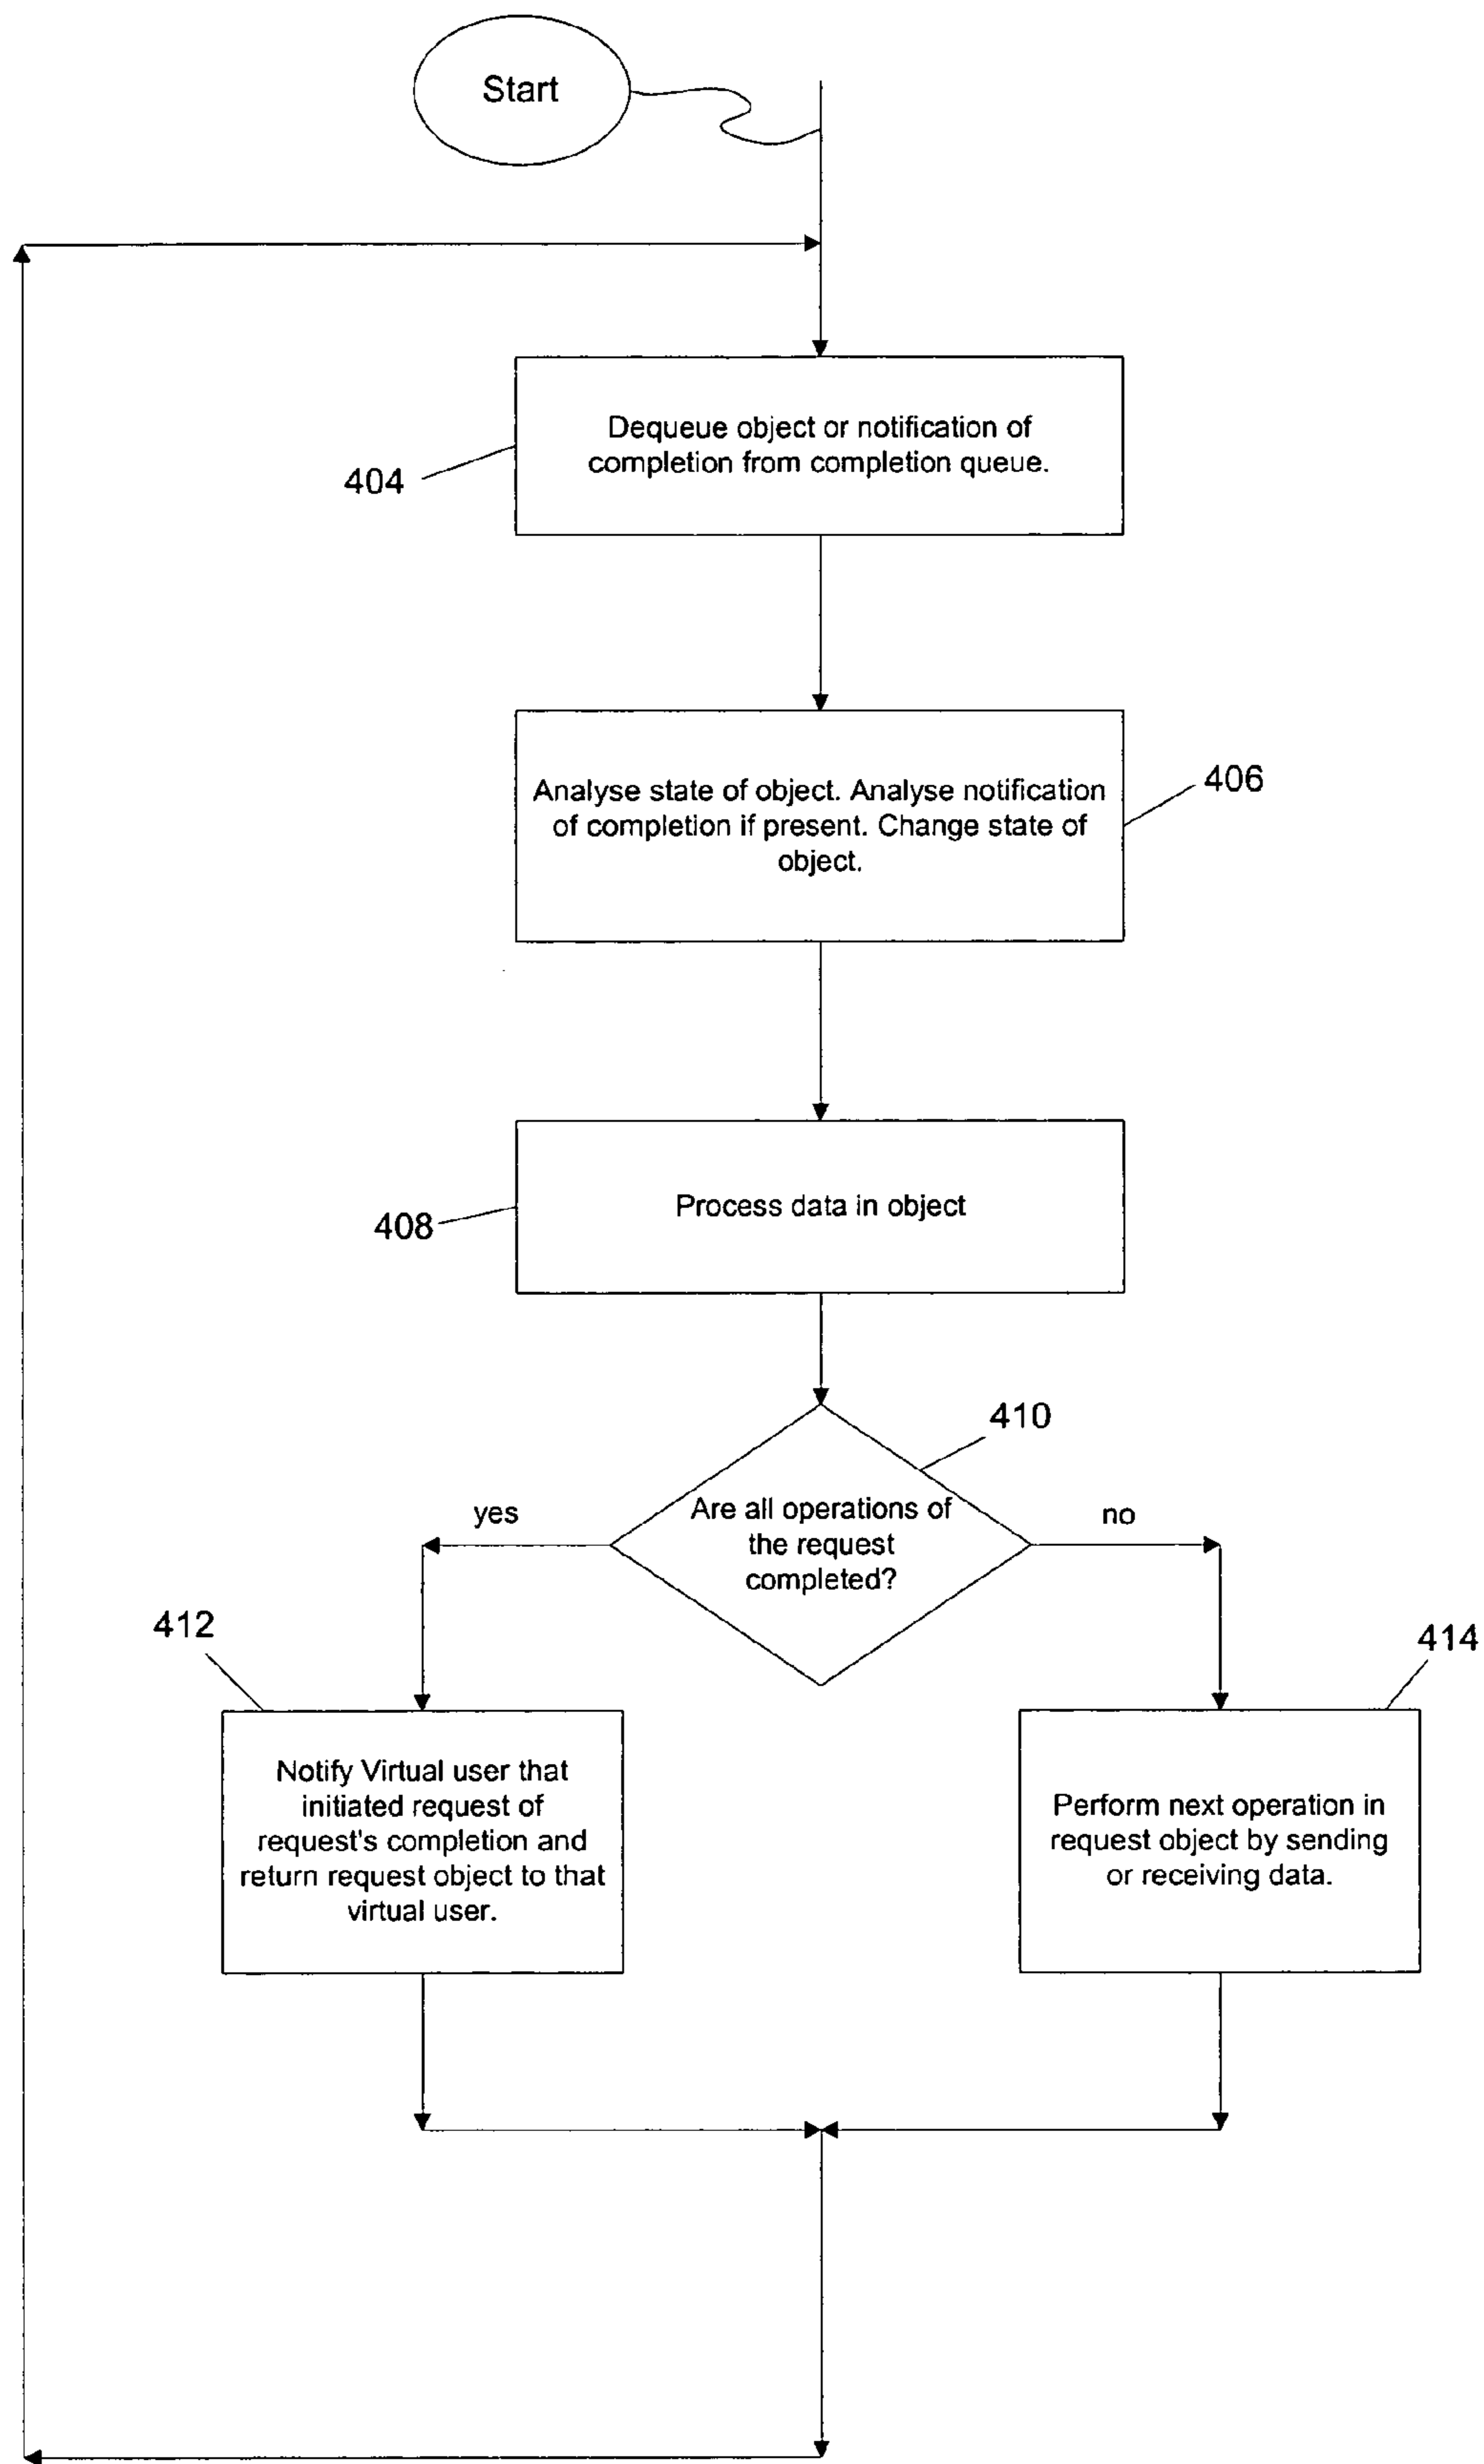 Start
Dequeue object or notification of
completion from completion queue.
404
Analyse state of object. Analyse notification
of completion if present. Change state of
object.
406
Process data in object
408
410
Are all operations of
the request
completed?
yes
no
412
414
Notify Virtual user that
initiated request of
request's completion and
return request object to that
virtual user.
Perform next operation in
request object by sending
or receiving data.